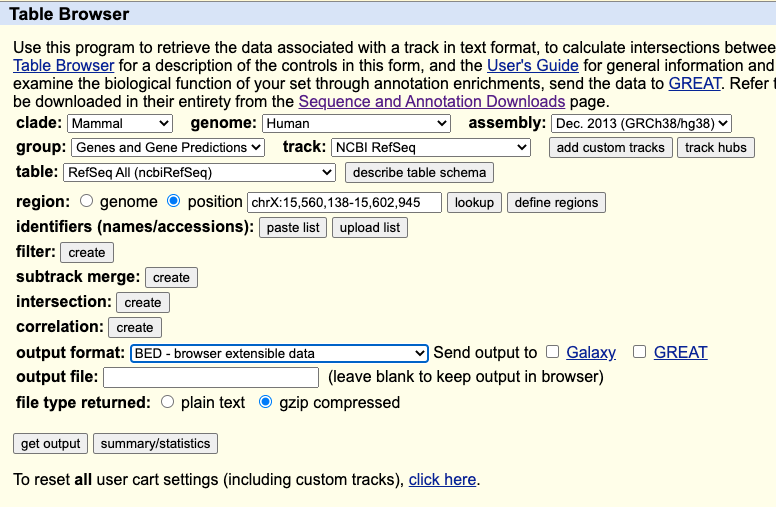 Table Browser
Use this program to retrieve the data associated with a track in text format, to calculate intersections betwee
Table Browser for a description of the controls in this form, and the User's Guide for general information and
examine the biological function of your set through annotation enrichments, send the data to GREAT. Refer t
be downloaded in their entirety from the Sequence and Annotation Downloads page.
clade: Mammal genome: Human assembly: Dec. 2013 (GRCh38/hg38)
group: Genes and Gene Predictions track: NCBI RefSeq add custom tracks track hubs
table: RefSeq All (ncbiRefSeq) describe table schema
region: genome position chrX:15,560,138-15,602,945 lookup define regions
identifiers (names/accessions): paste list upload list
filter: create
subtrack merge: create
intersection: create
correlation: create
output format: BED - browser extensible data Send output to Galaxy GREAT
output file: (leave blank to keep output in browser)
file type returned: plain text gzip compressed
get output summary/statistics
To reset all user cart settings (including custom tracks), click here.